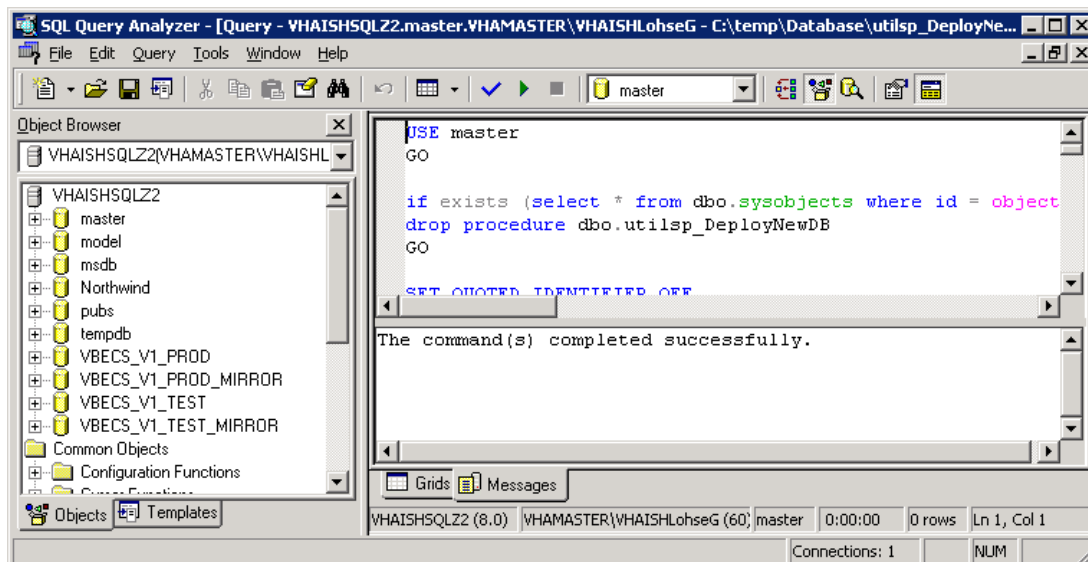 SQL Query Analyzer - [Query - VHAISHSQLZ2.master.VHAMASTER\VHAISHLohseG - C:\temp\Database\utilsp_DeployNe...
File Edit Query Tools Window Help
master
Object Browser
VHAISHSQLZ2(VHAMASTER\VHAISHL
VHAISHSQLZ2
master
model
msdb
Northwind
pubs
tempdb
VBECS_V1_PROD
VBECS_V1_PROD_MIRROR
VBECS_V1_TEST
VBECS_V1_TEST_MIRROR
Common Objects
Configuration Functions
Objects Templates
USE master
GO
if exists (select * from dbo.sysobjects where id = object
drop procedure dbo.utilsp_DeployNewDB
GO
SET QUOTED_IDENTIFIER OFF
The command(s) completed successfully.
Grids Messages
VHAISHSQLZ2 (8.0) VHAMASTER\VHAISHLohseG (60) master 0:00:00 0 rows Ln 1, Col 1
Connections: 1 NUM